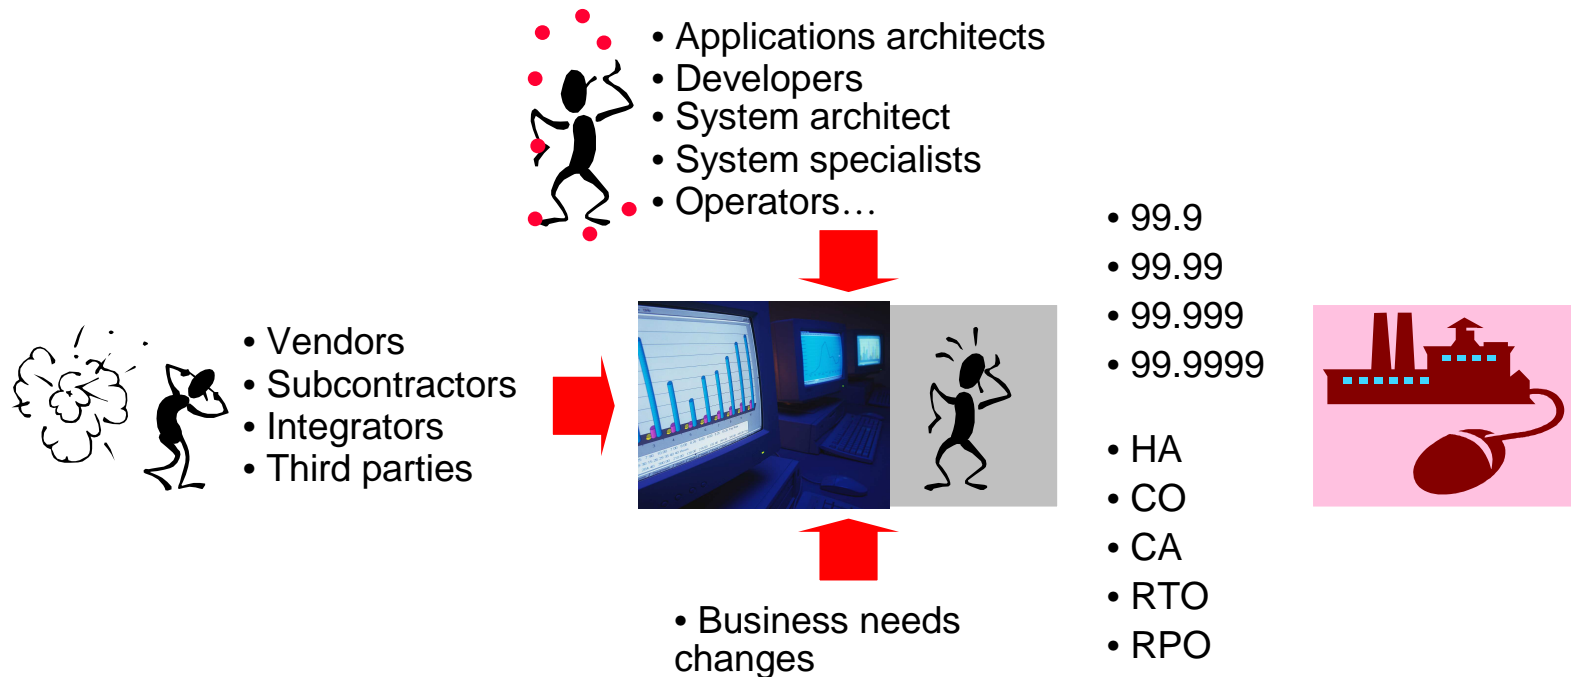 • Applications architects
• Developers
• System architect
• System specialists
• Operators…
• Vendors
• Subcontractors
• Integrators
• Third parties
• Business needs
changes
• 99.9
• 99.99
• 99.999
• 99.9999
• HA
• CO
• CA
• RTO
• RPO